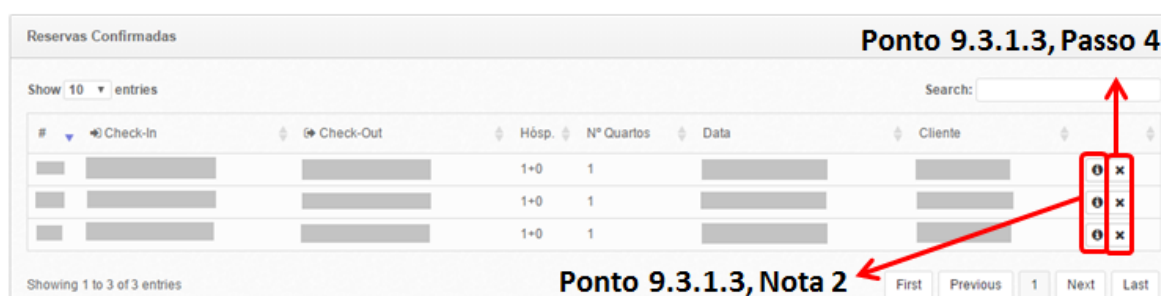 Reservas Confirmadas
Ponto 9.3.1.3, Passo 4
Show 10 entries Search:
# Check-In Check-Out Hósp. Nº Quartos Data Cliente
1+0 1
1+0 1
1+0 1
Ponto 9.3.1.3, Nota 2
Showing 1 to 3 of 3 entries First Previous 1 Next Last